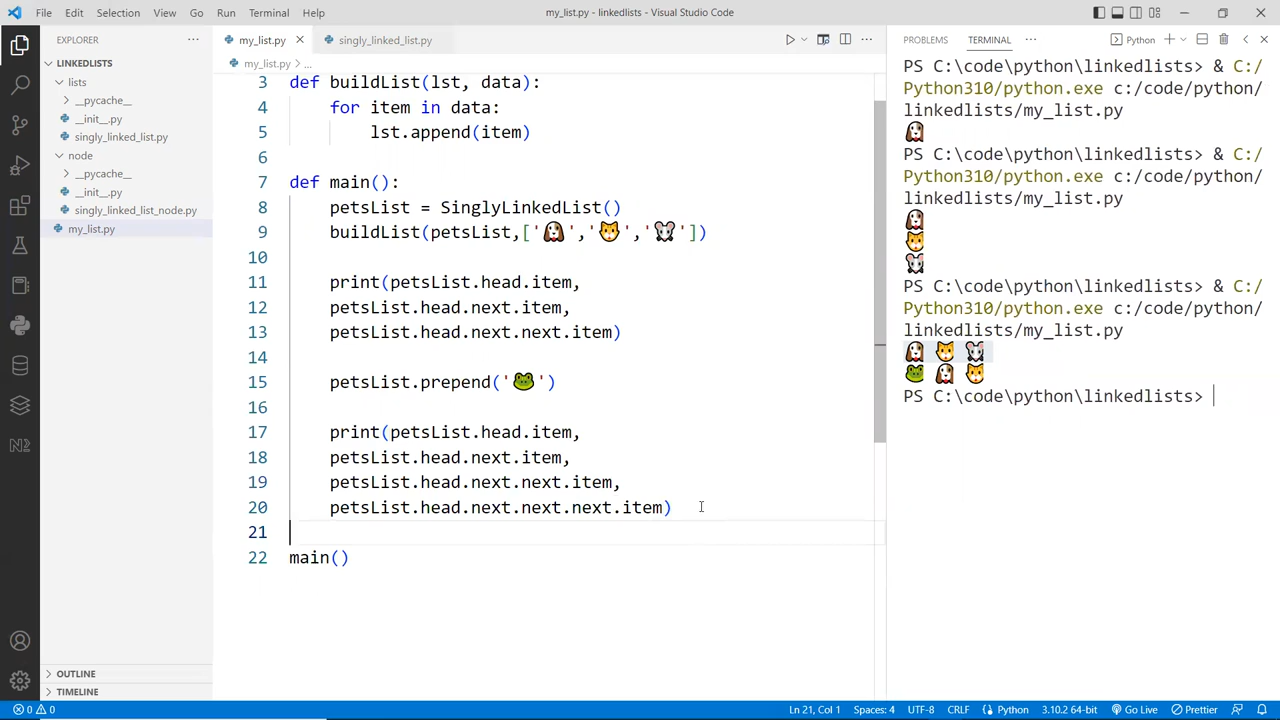 File Edit Selection View Go Run Terminal Help
my_list.py - linkedlists - Visual Studio Code
EXPLORER
LINKEDLISTS
lists
__pycache__
__init__.py
singly_linked_list.py
node
__pycache__
__init__.py
singly_linked_list_node.py
my_list.py
OUTLINE
TIMELINE
my_list.py
singly_linked_list.py
my_list.py > ...
3 def buildList(lst, data):
4 for item in data:
5 lst.append(item)
6
7 def main():
8 petsList = SinglyLinkedList()
9 buildList(petsList,['🐶','🐱','🐭'])
10
11 print(petsList.head.item,
12 petsList.head.next.item,
13 petsList.head.next.next.item)
14
15 petsList.prepend('🐸')
16
17 print(petsList.head.item,
18 petsList.head.next.item,
19 petsList.head.next.next.item,
20 petsList.head.next.next.next.item)
21
22 main()
PROBLEMS TERMINAL ... Python
PS C:\code\python\linkedlists> & C:/
Python310/python.exe c:/code/python/
linkedlists/my_list.py
🐶
PS C:\code\python\linkedlists> & C:/
Python310/python.exe c:/code/python/
linkedlists/my_list.py
🐶
🐱
🐭
PS C:\code\python\linkedlists> & C:/
Python310/python.exe c:/code/python/
linkedlists/my_list.py
🐶 🐱 🐭
🐸 🐶 🐱
PS C:\code\python\linkedlists>
0 0 Ln 21, Col 1 Spaces: 4 UTF-8 CRLF Python 3.10.2 64-bit Go Live Prettier